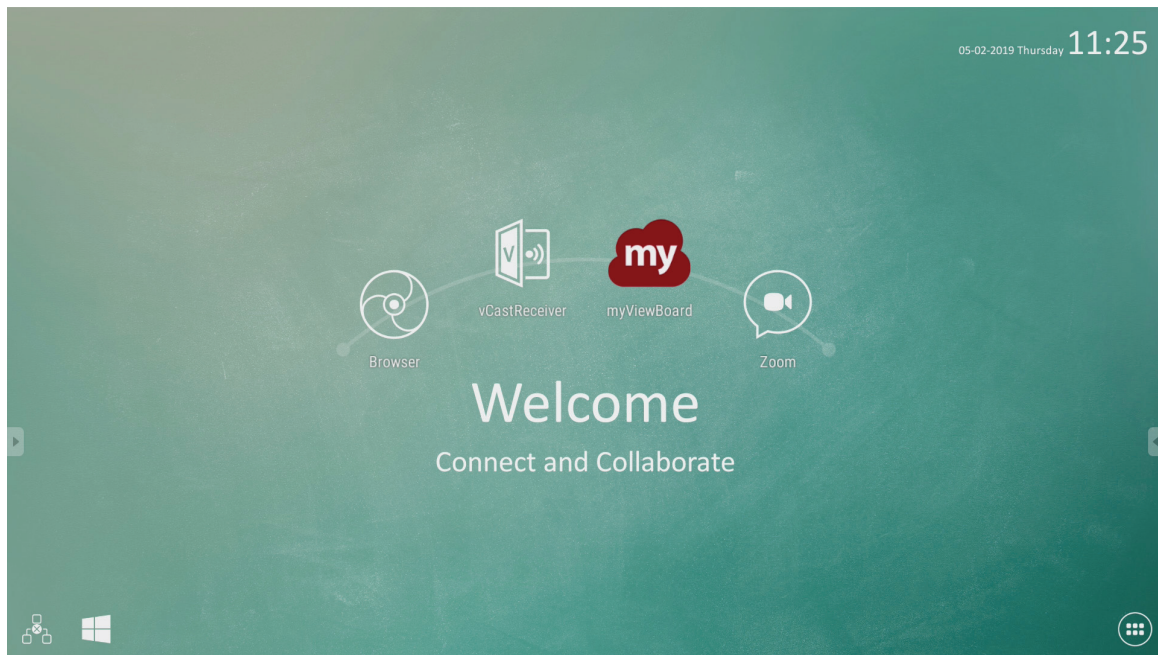 05-02-2019 Thursday 11:25
V
my
vCastReceiver
myViewBoard
Browser
Zoom
Welcome
Connect and Collaborate